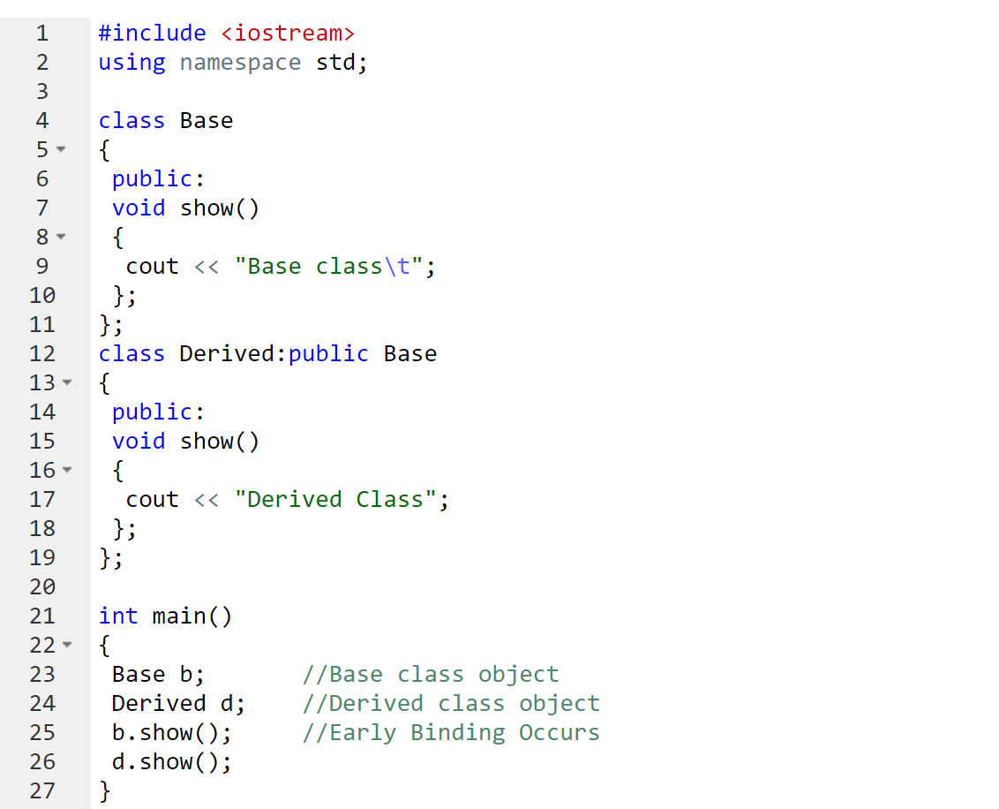 1 #include <iostream>
2 using namespace std;
3
4 class Base
5 {
6  public:
7  void show()
8  {
9   cout << "Base class\t";
10  };
11 };
12 class Derived:public Base
13 {
14  public:
15  void show()
16  {
17   cout << "Derived Class";
18  };
19 };
20
21 int main()
22 {
23  Base b;       //Base class object
24  Derived d;    //Derived class object
25  b.show();     //Early Binding Occurs
26  d.show();
27 }